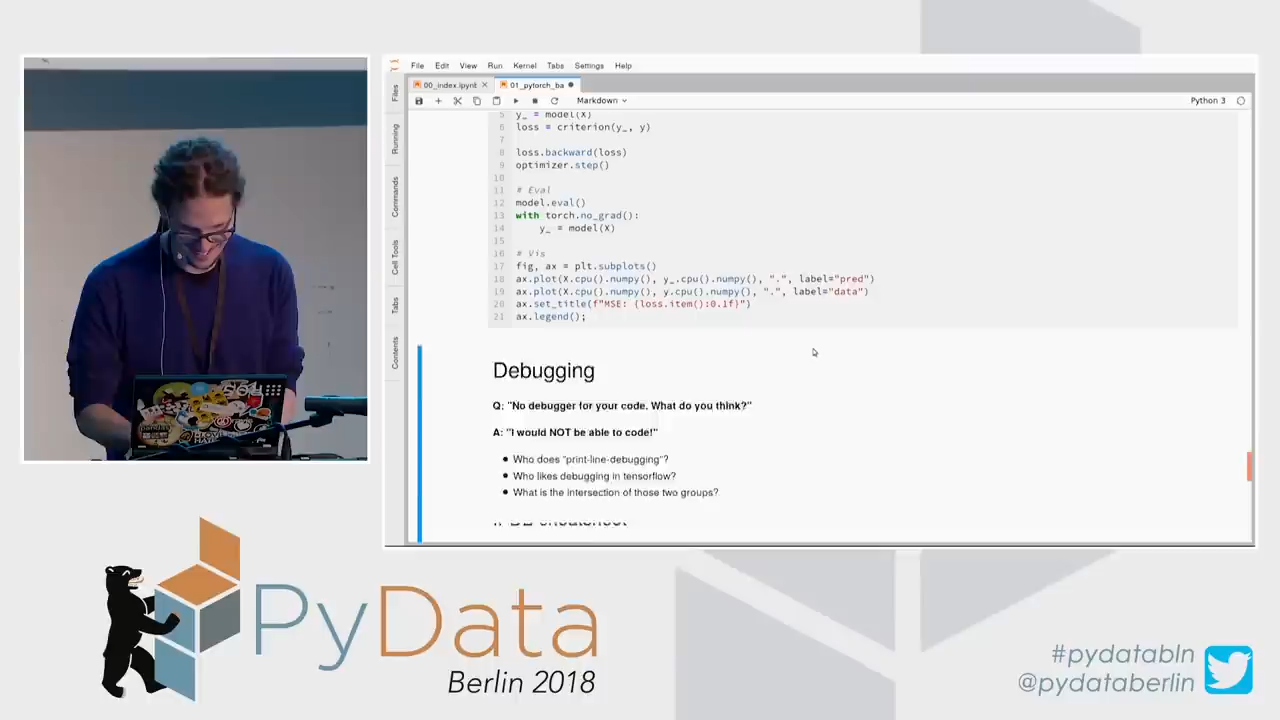 File Edit View Run Kernel Tabs Settings Help
00_index.ipynb 01_pytorch_ba
Markdown Python 3
Files
Running
Commands
Cell Tools
Tabs
Contents
5 y_ = model(X)
6 loss = criterion(y_, y)
7
8 loss.backward(loss)
9 optimizer.step()
10
11 # Eval
12 model.eval()
13 with torch.no_grad():
14 y_ = model(X)
15
16 # Vis
17 fig, ax = plt.subplots()
18 ax.plot(X.cpu().numpy(), y_.cpu().numpy(), ".", label="pred")
19 ax.plot(X.cpu().numpy(), y.cpu().numpy(), ".", label="data")
20 ax.set_title(f"MSE: {loss.item():0.1f}")
21 ax.legend();
Debugging
Q: "No debugger for your code. What do you think?"
A: "I would NOT be able to code!"
Who does "print-line-debugging"?
Who likes debugging in tensorflow?
What is the intersection of those two groups?
PyData
Berlin 2018
#pydatabln
@pydataberlin